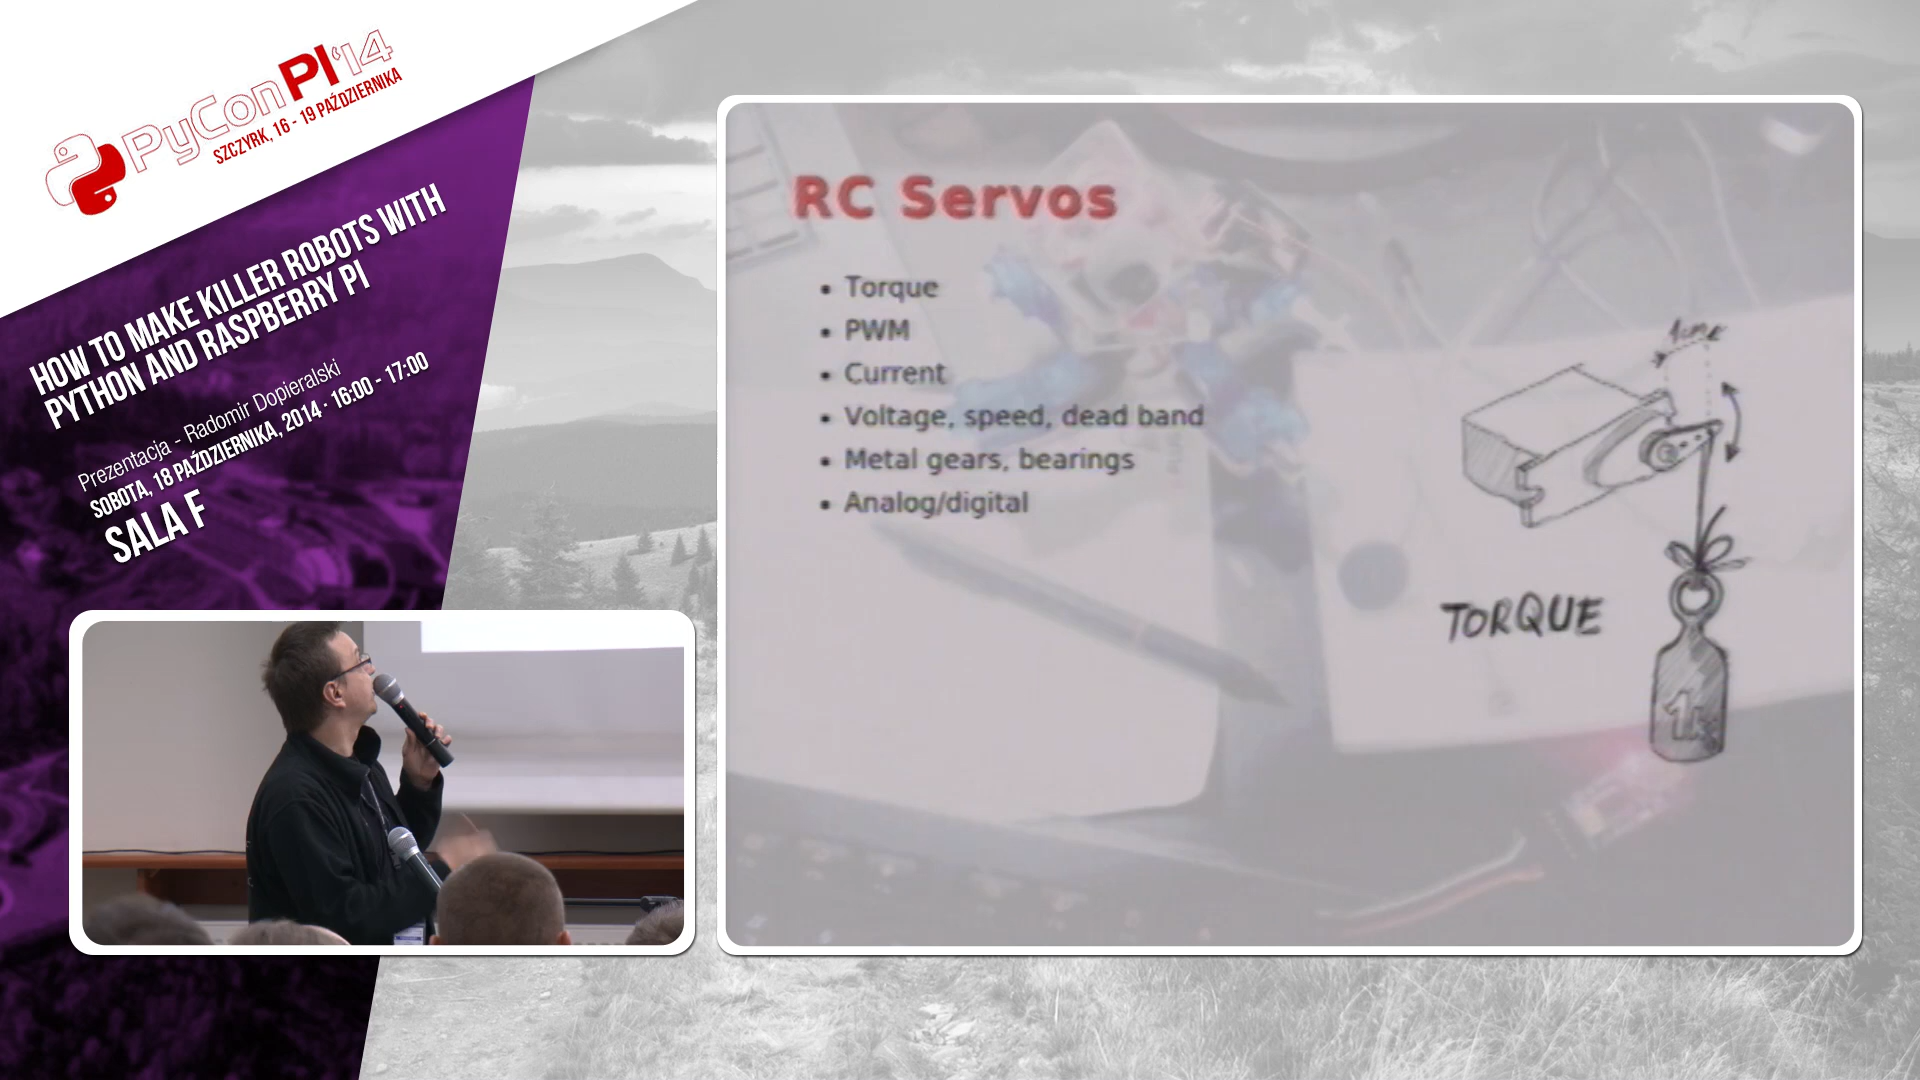 PyConPl'14
SZCZYRK, 16 - 19 PAŹDZIERNIKA
HOW TO MAKE KILLER ROBOTS WITH
PYTHON AND RASPBERRY PI
Prezentacja - Radomir Dopieralski
SOBOTA, 18 PAŹDZIERNIKA, 2014 · 16:00 - 17:00
SALA F
RC Servos
• Torque
• PWM
• Current
• Voltage, speed, dead band
• Metal gears, bearings
• Analog/digital
TORQUE